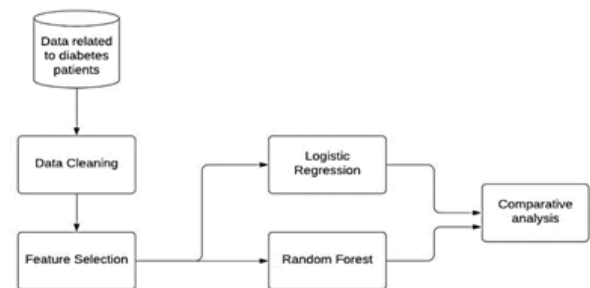 Data related
to diabetes
patients
Data Cleaning
Feature Selection
Logistic
Regression
Random Forest
Comparative
analysis